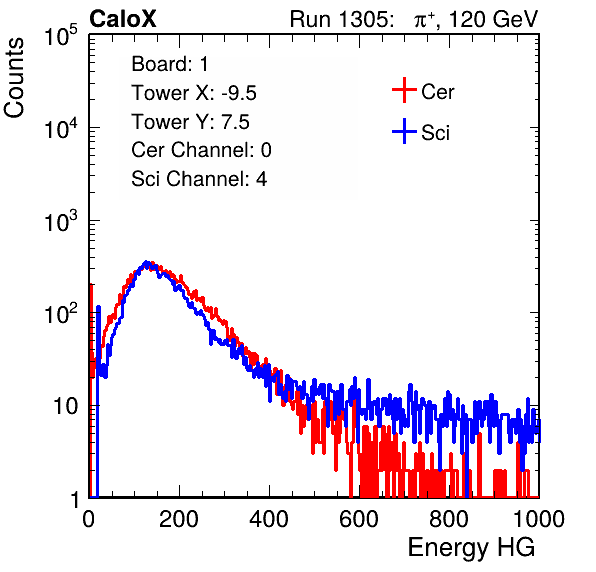 CaloX Run 1305: π⁺, 120 GeV
Board: 1
Tower X: -9.5
Tower Y: 7.5
Cer Channel: 0
Sci Channel: 4
Cer
Sci
Counts
10⁵
10⁴
10³
10²
10
1
0 200 400 600 800 1000
Energy HG